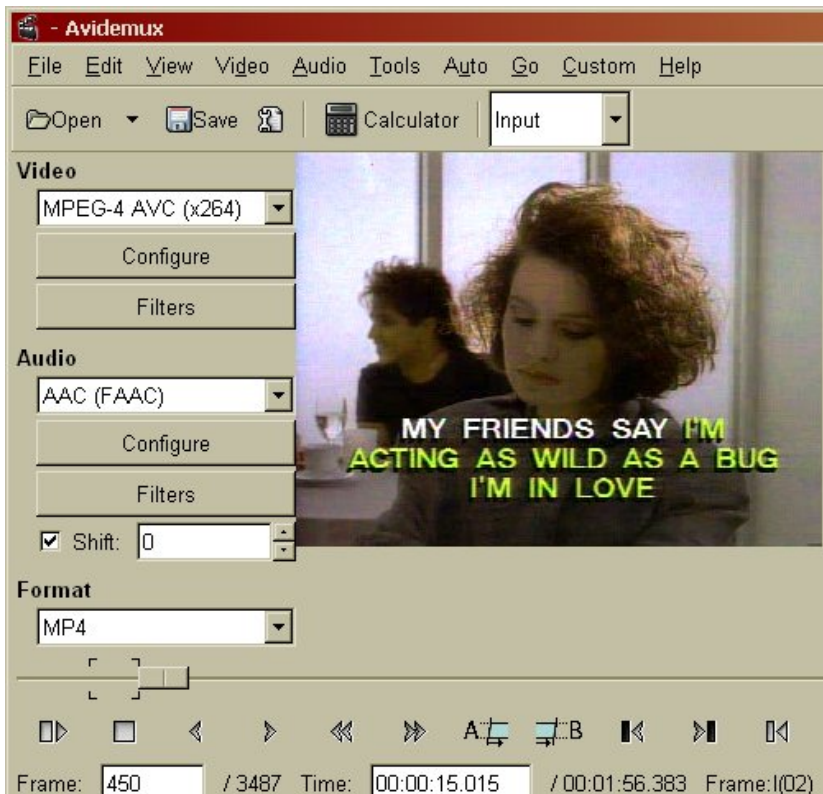 - Avidemux
File Edit View Video Audio Tools Auto Go Custom Help
Open Save Calculator Input
Video
MPEG-4 AVC (x264)
Configure
Filters
Audio
AAC (FAAC)
Configure
Filters
Shift: 0
Format
MP4
MY FRIENDS SAY I'M
ACTING AS WILD AS A BUG
I'M IN LOVE
A B
Frame: 450 / 3487 Time: 00:00:15.015 / 00:01:56.383 Frame:I(02)